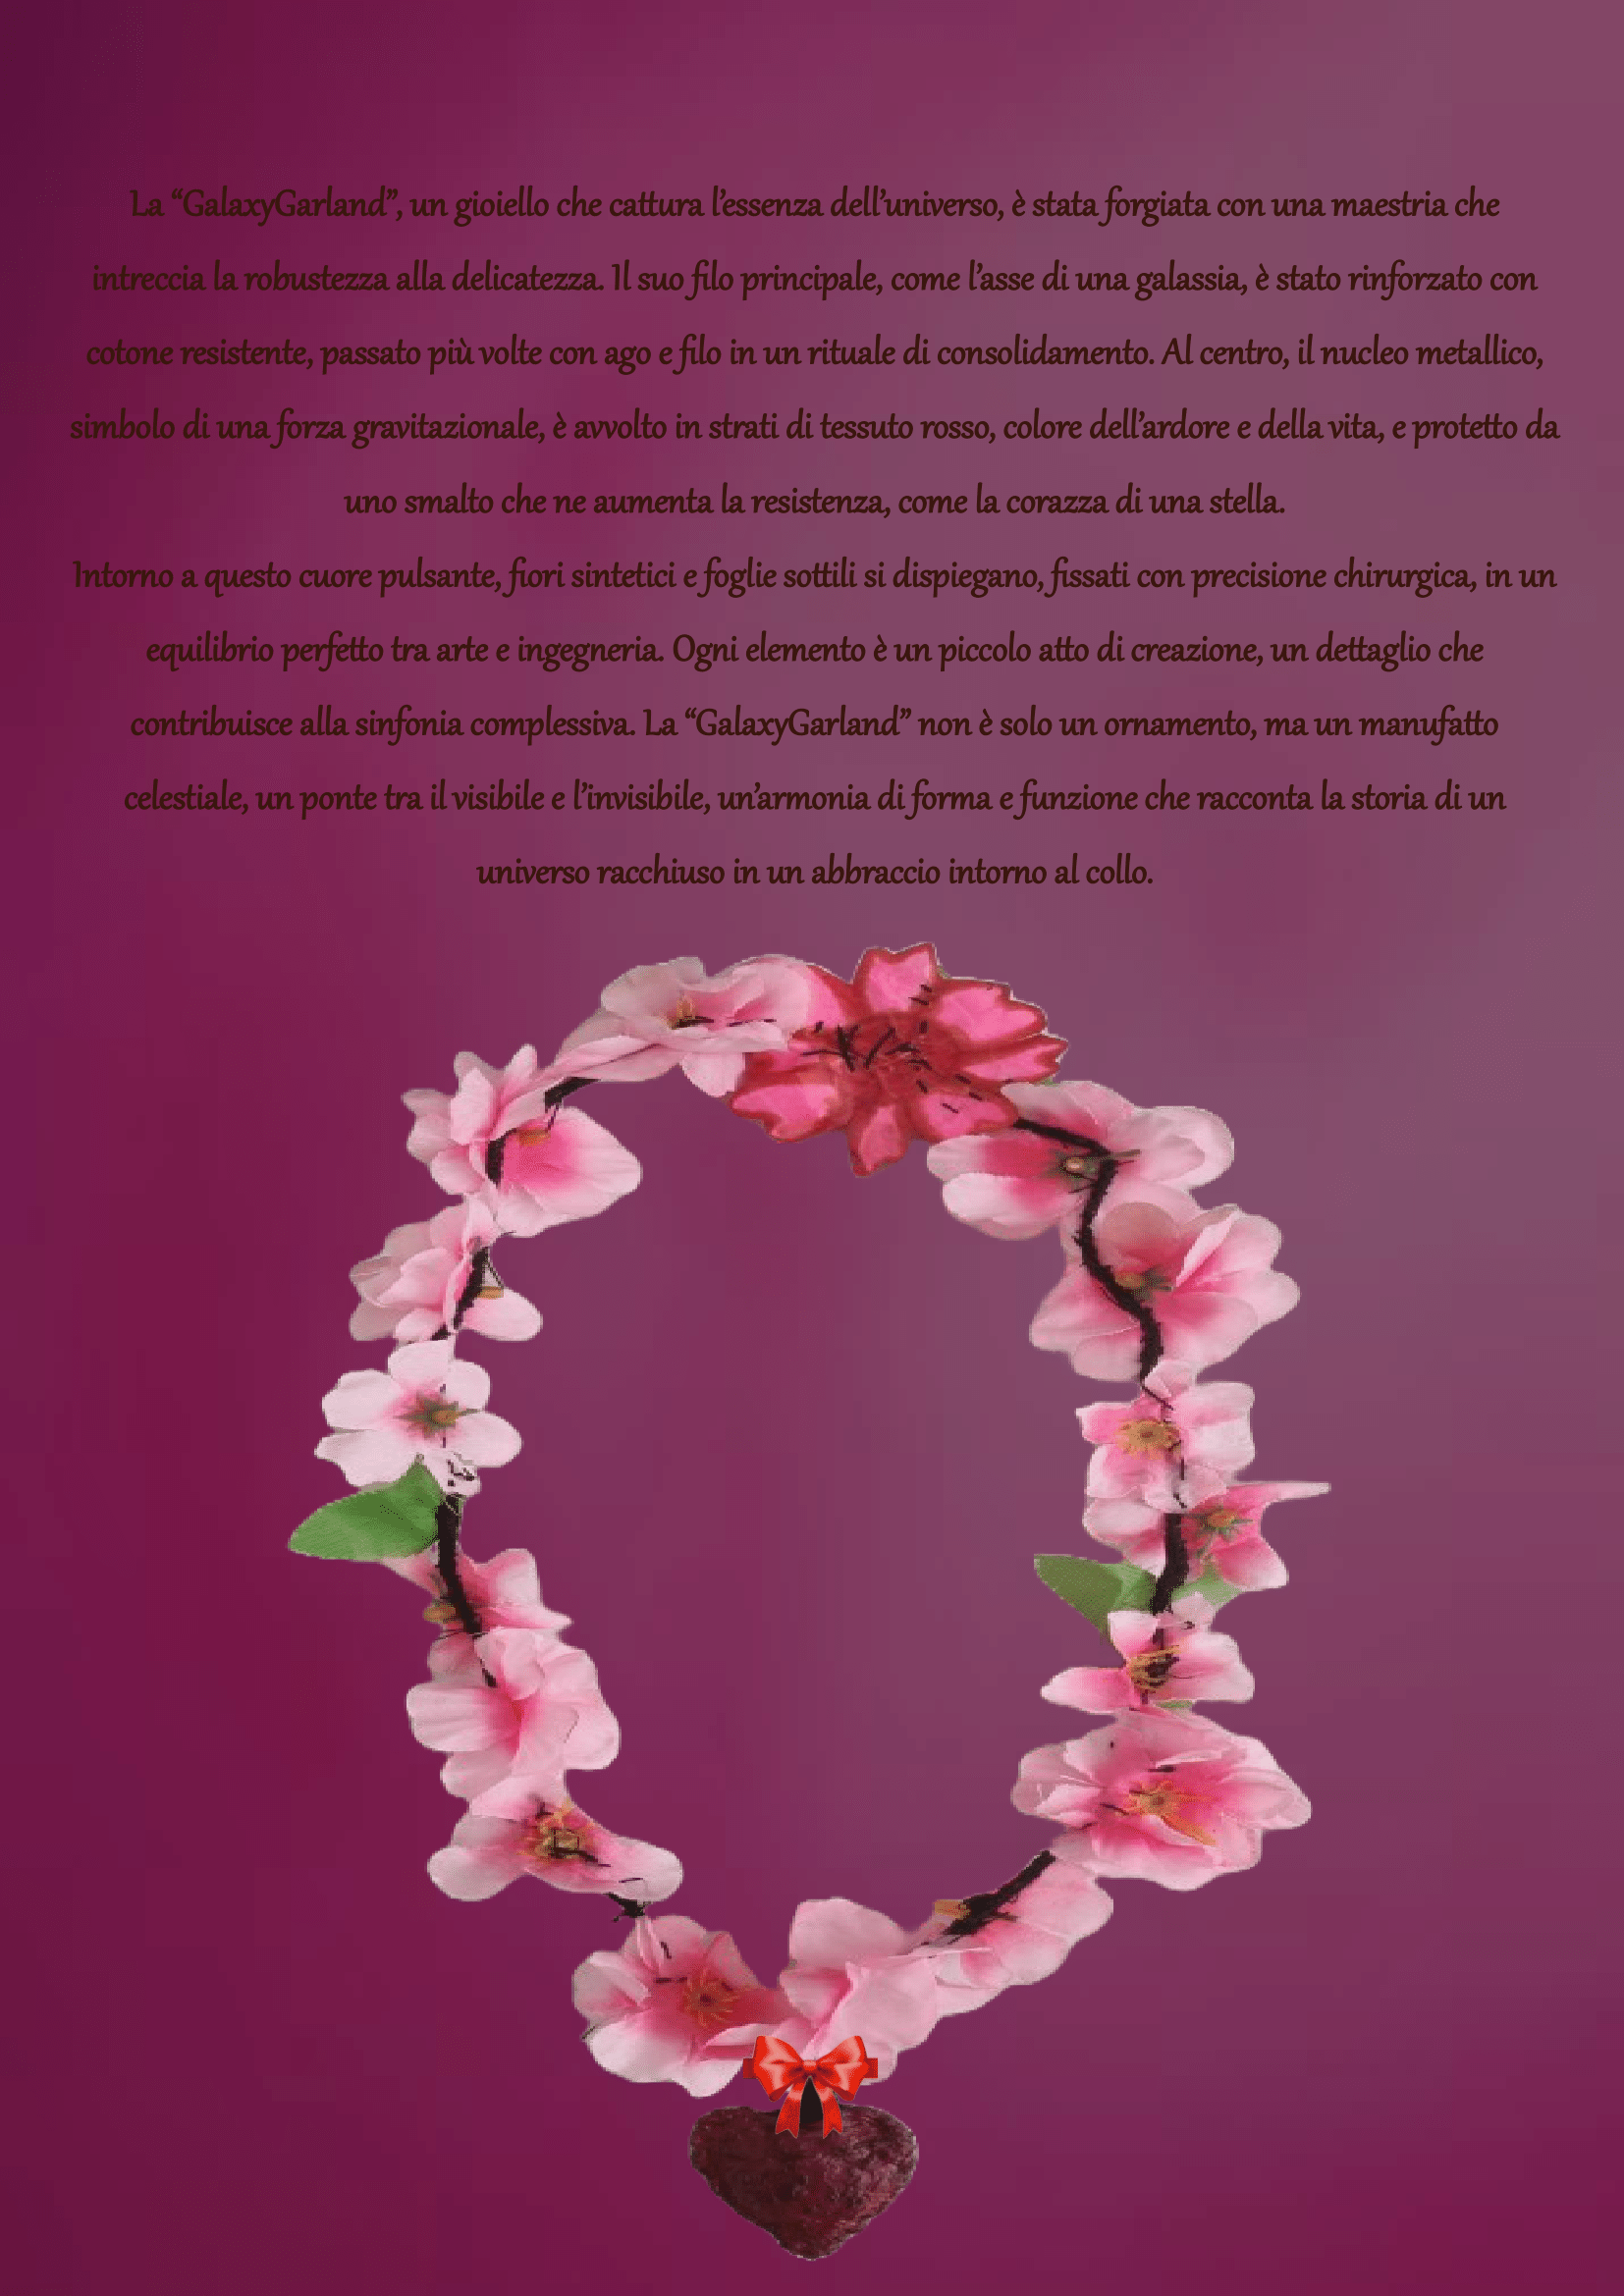 La “GalaxyGarland”, un gioiello che cattura l’essenza dell’universo, è stata forgiata con una maestria che
intreccia la robustezza alla delicatezza. Il suo filo principale, come l’asse di una galassia, è stato rinforzato con
cotone resistente, passato più volte con ago e filo in un rituale di consolidamento. Al centro, il nucleo metallico,
simbolo di una forza gravitazionale, è avvolto in strati di tessuto rosso, colore dell’ardore e della vita, e protetto da
uno smalto che ne aumenta la resistenza, come la corazza di una stella.
Intorno a questo cuore pulsante, fiori sintetici e foglie sottili si dispiegano, fissati con precisione chirurgica, in un
equilibrio perfetto tra arte e ingegneria. Ogni elemento è un piccolo atto di creazione, un dettaglio che
contribuisce alla sinfonia complessiva. La “GalaxyGarland” non è solo un ornamento, ma un manufatto
celestiale, un ponte tra il visibile e l’invisibile, un’armonia di forma e funzione che racconta la storia di un
universo racchiuso in un abbraccio intorno al collo.